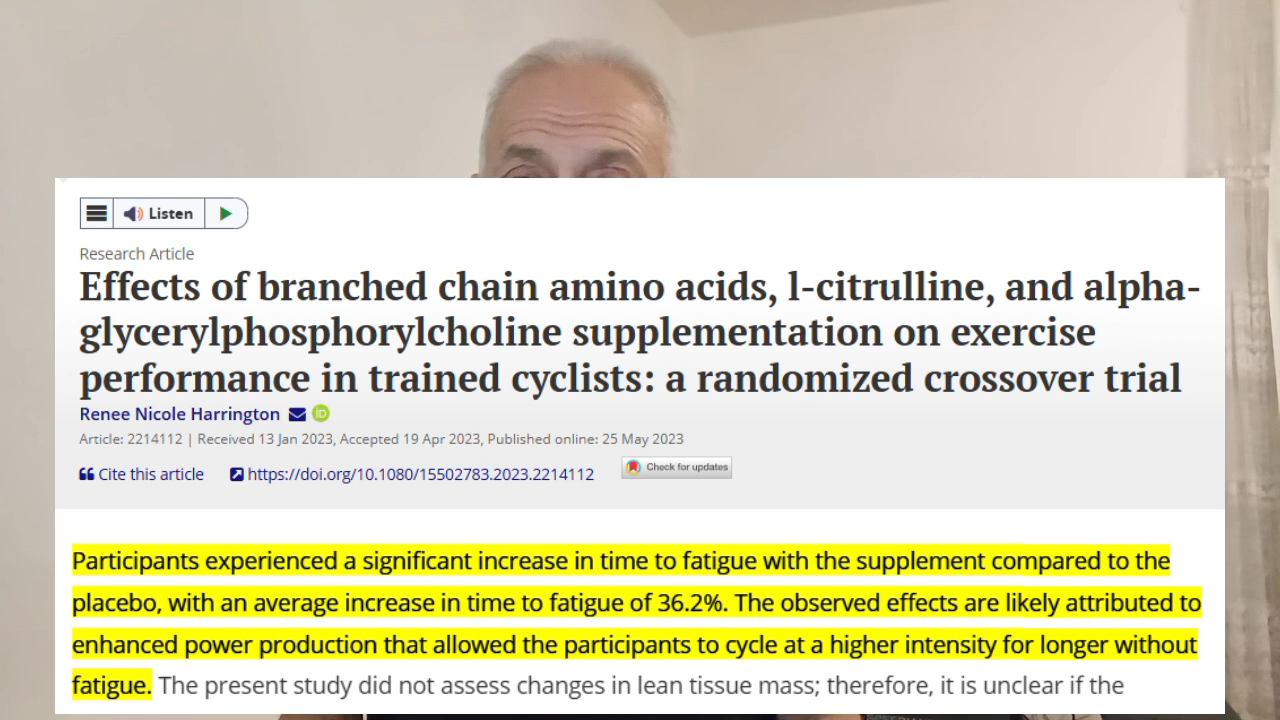 Listen
Research Article
Effects of branched chain amino acids, l-citrulline, and alpha-
glycerylphosphorylcholine supplementation on exercise
performance in trained cyclists: a randomized crossover trial
Renee Nicole Harrington
Article: 2214112 | Received 13 Jan 2023, Accepted 19 Apr 2023, Published online: 25 May 2023
Cite this article https://doi.org/10.1080/15502783.2023.2214112 Check for updates
Participants experienced a significant increase in time to fatigue with the supplement compared to the
placebo, with an average increase in time to fatigue of 36.2%. The observed effects are likely attributed to
enhanced power production that allowed the participants to cycle at a higher intensity for longer without
fatigue. The present study did not assess changes in lean tissue mass; therefore, it is unclear if the